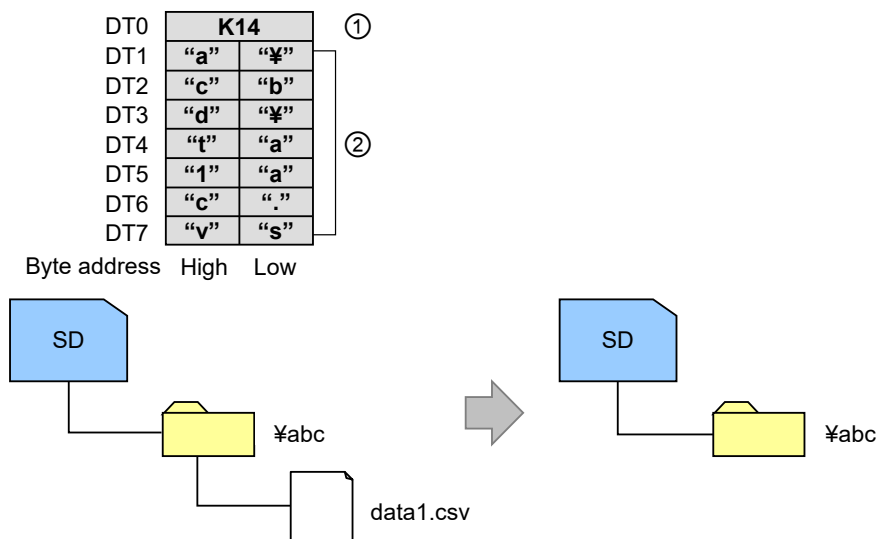 DT0 K14 ①
DT1 “a” “¥”
DT2 “c” “b”
DT3 “d” “¥”
DT4 “t” “a” ②
DT5 “1” “a”
DT6 “c” “.”
DT7 “v” “s”
Byte address High Low
SD SD
¥abc ¥abc
data1.csv